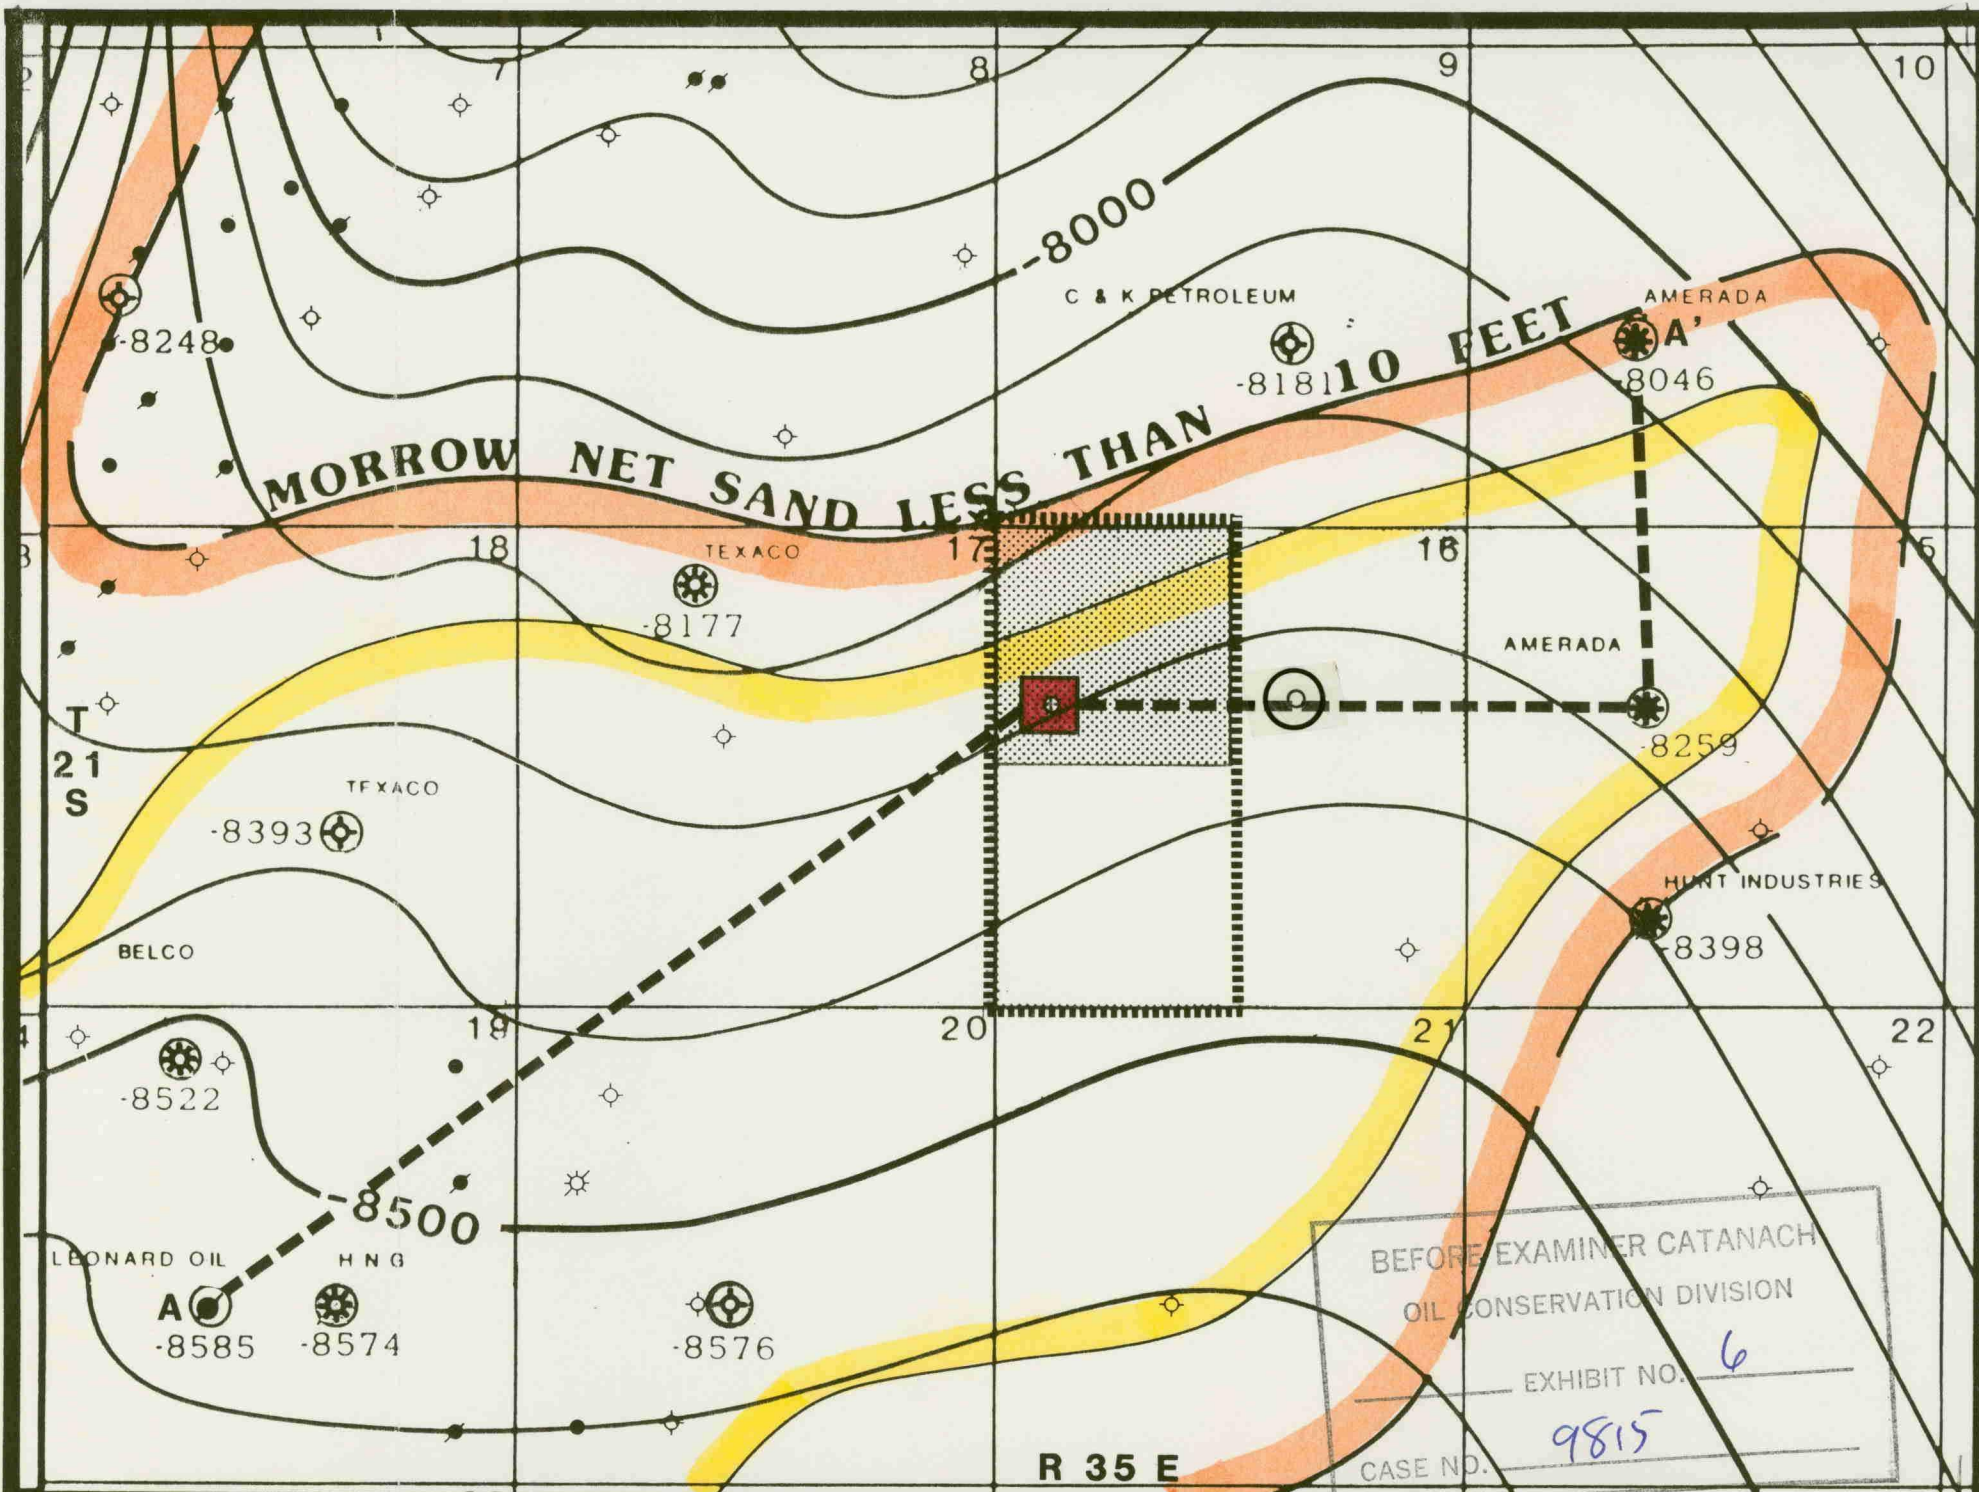 7
8
9
10
-8000
C & K PETROLEUM
AMERADA
A'
-8248
-8181
-8046
MORROW NET SAND LESS THAN 10 FEET
18
17
16
15
TEXACO
-8177
AMERADA
T
21
S
-8259
TEXACO
-8393
HUNT INDUSTRIES
BELCO
-8398
19
20
21
22
-8522
-8500
LEONARD OIL
H N G
A
-8585
-8574
-8576
R 35 E
BEFORE EXAMINER CATANACH
OIL CONSERVATION DIVISION
EXHIBIT NO. 6
CASE NO. 9815